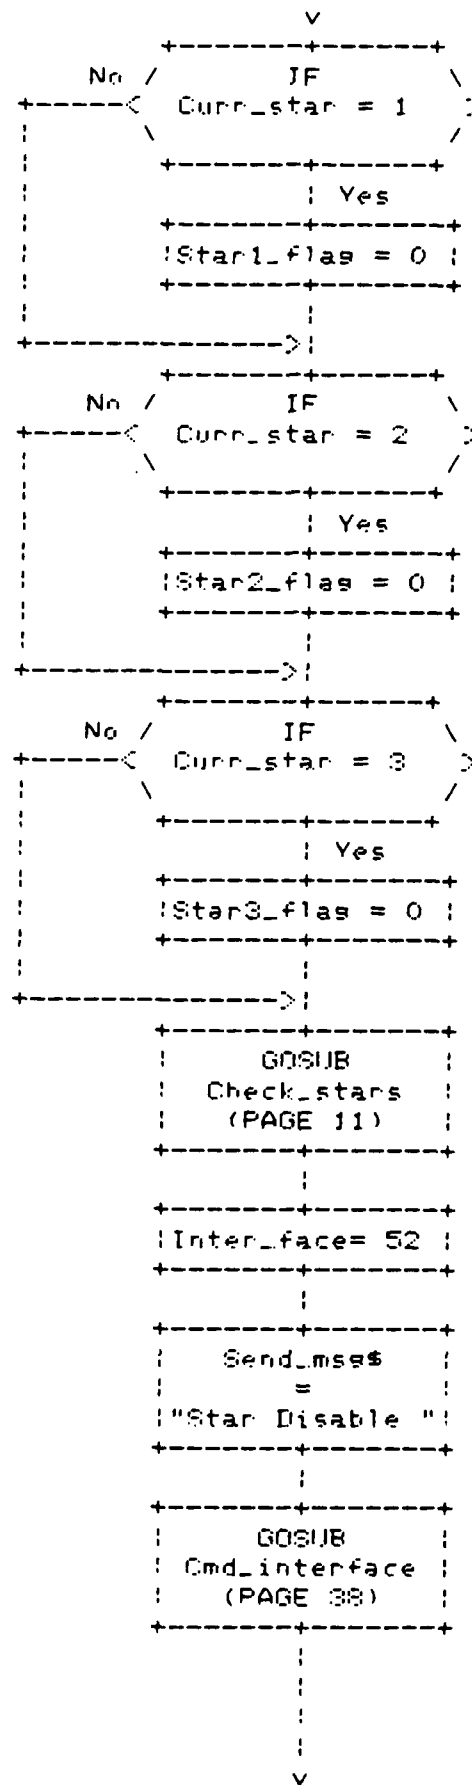 IF
No
Curr_star = 1
Yes
Star1_flag = 0
IF
No
Curr_star = 2
Yes
Star2_flag = 0
IF
No
Curr_star = 3
Yes
Star3_flag = 0
GOSUB
Check_stars
(PAGE 11)
Inter_face= 52
Send_msg$
=
"Star Disable "
GOSUB
Cmd_interface
(PAGE 38)